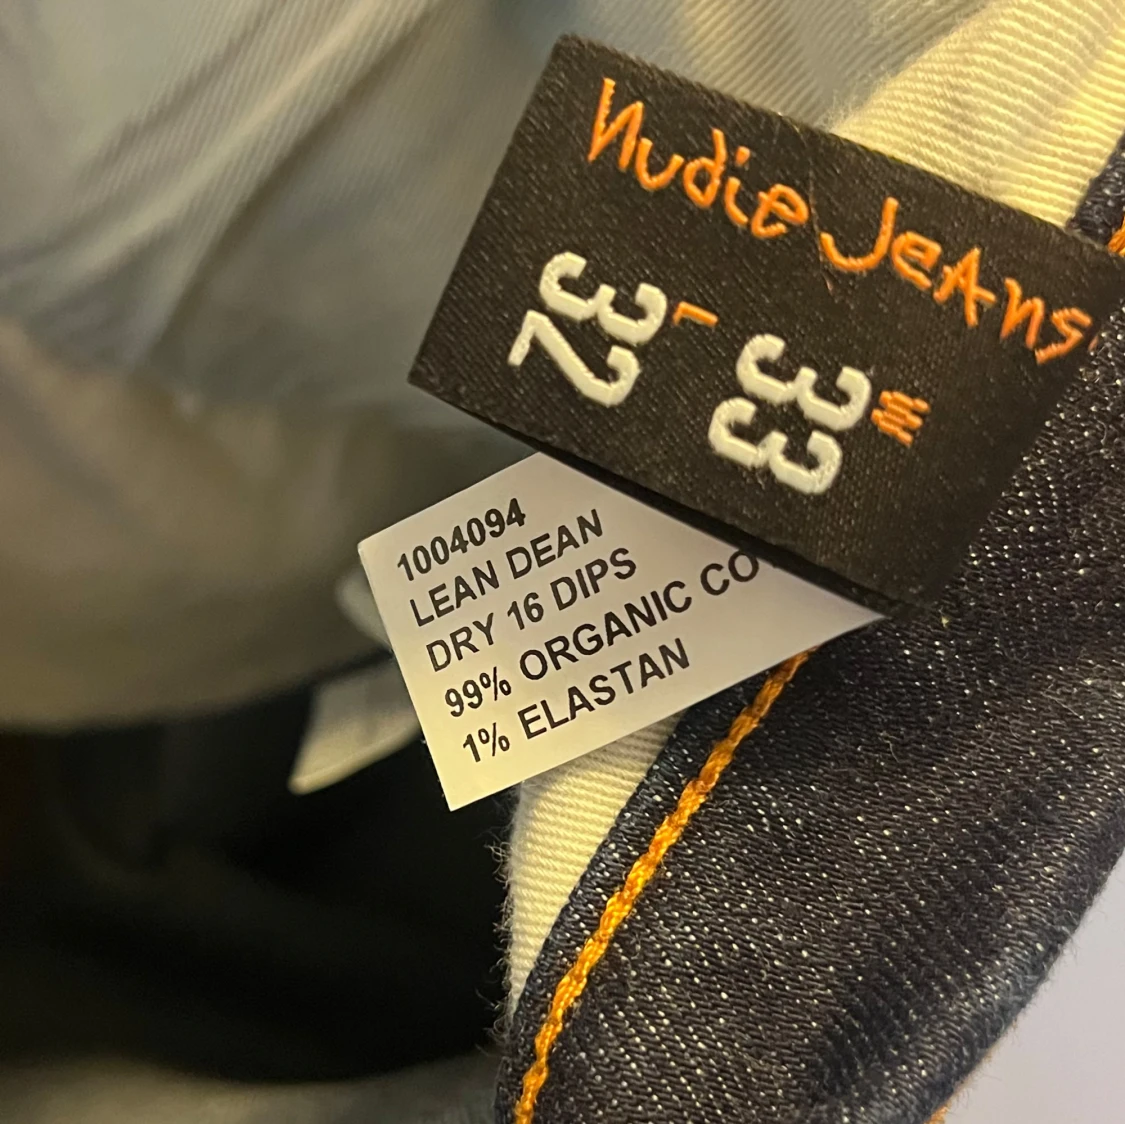 Nudie Jeans
W
33
L
32
1004094
LEAN DEAN
DRY 16 DIPS
99% ORGANIC CO
1% ELASTAN